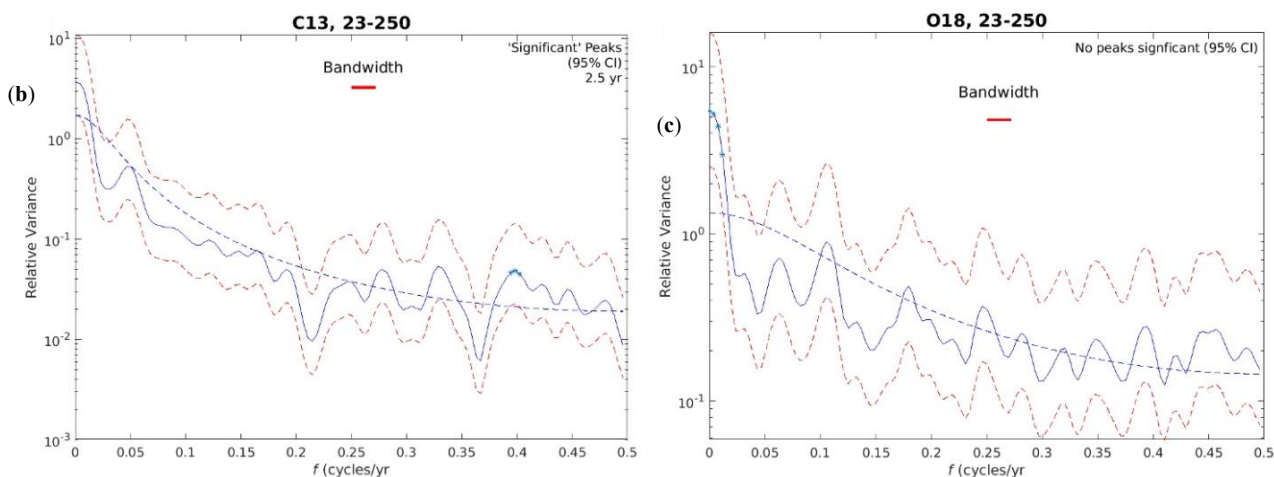 C13, 23-250
(b)
'Significant' Peaks
(95% CI)
2.5 yr
Bandwidth
Relative Variance
10^1
10^0
10^-1
10^-2
10^-3
0 0.05 0.1 0.15 0.2 0.25 0.3 0.35 0.4 0.45 0.5
f (cycles/yr)
O18, 23-250
(c)
No peaks signficant (95% CI)
Bandwidth
Relative Variance
10^1
10^0
10^-1
0 0.05 0.1 0.15 0.2 0.25 0.3 0.35 0.4 0.45 0.5
f (cycles/yr)